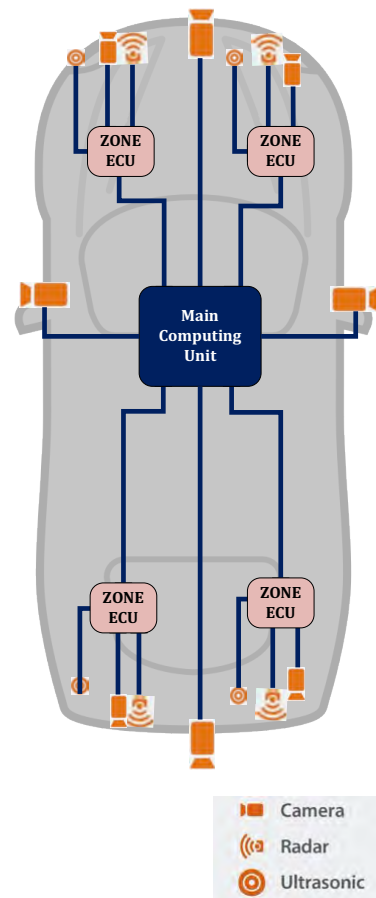 ZONE
ECU
ZONE
ECU
Main
Computing
Unit
ZONE
ECU
ZONE
ECU
Camera
Radar
Ultrasonic